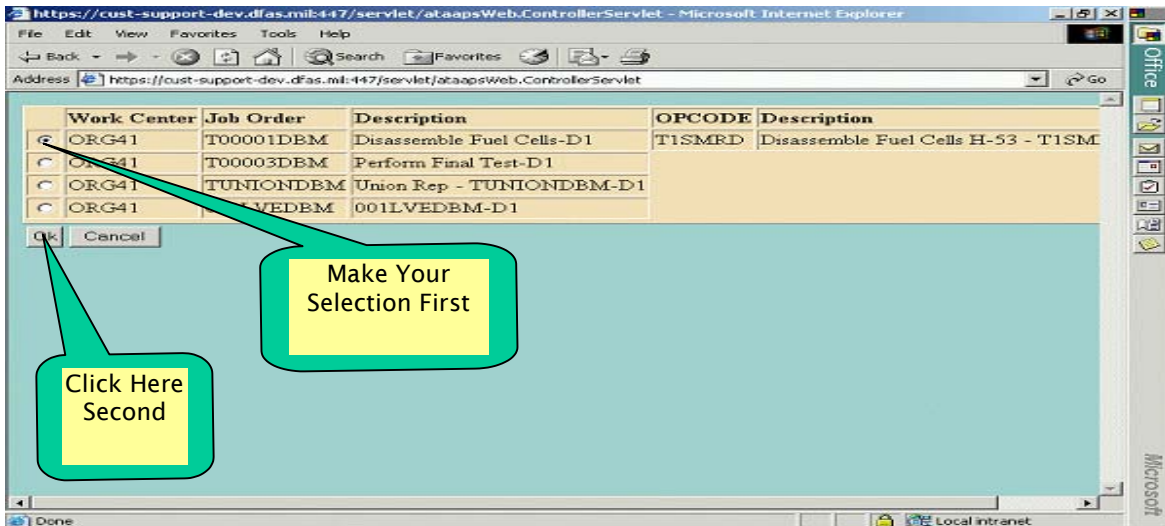 https://cust-support-dev.dfas.mil:447/servlet/ataapsWeb.ControllerServlet - Microsoft Internet Explorer
File Edit View Favorites Tools Help
Back Search Favorites
Address https://cust-support-dev.dfas.mil:447/servlet/ataapsWeb.ControllerServlet Go
Work Center Job Order Description OPCODE Description
ORG41 T00001DBM Disassemble Fuel Cells-D1 T1SMRD Disassemble Fuel Cells H-53 - T1SM
ORG41 T00003DBM Perform Final Test-D1
ORG41 TUNIONDBM Union Rep - TUNIONDBM-D1
ORG41 LVEDBM 001LVEDBM-D1
Ok Cancel
Make Your
Selection First
Click Here
Second
Done Local intranet
Office
Microsoft